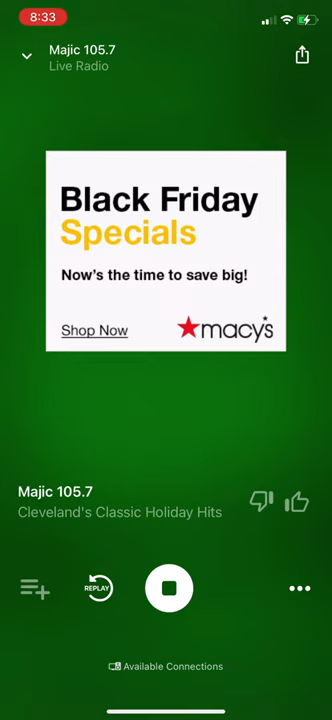 8:33
Majic 105.7
Live Radio
Black Friday
Specials
Now's the time to save big!
Shop Now
macy's
Majic 105.7
Cleveland's Classic Holiday Hits
REPLAY
Available Connections